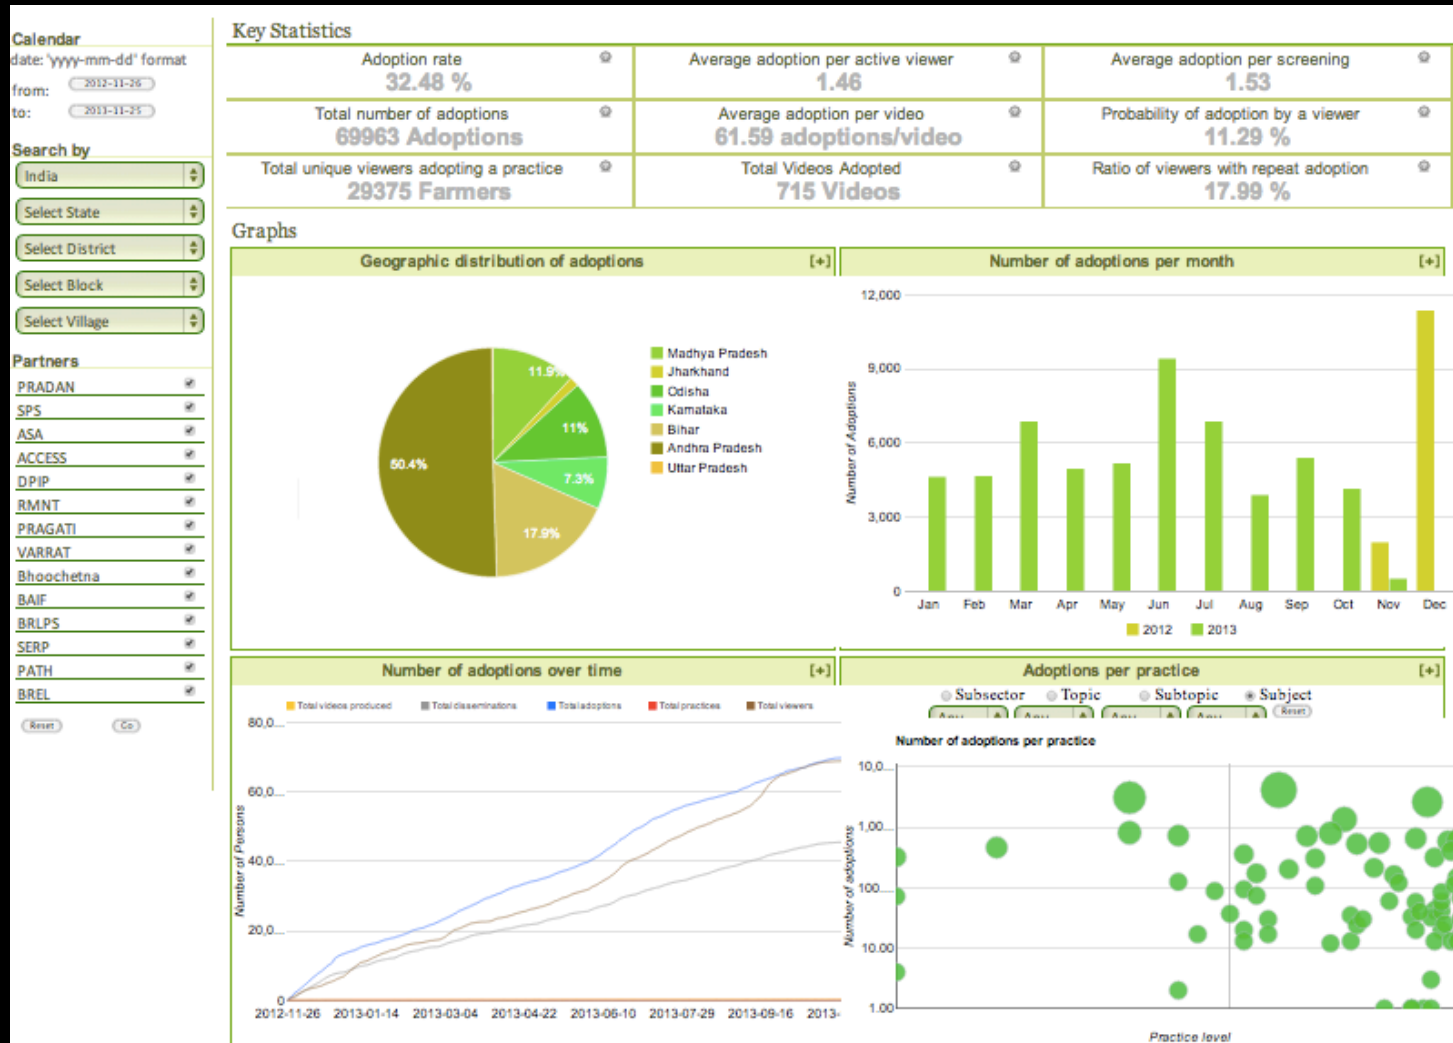 Calendar
date: 'yyyy-mm-dd' format
from: 2012-11-26
to: 2013-11-25
Search by
India
Select State
Select District
Select Block
Select Village
Partners
PRADAN
SPS
ASA
ACCESS
DPIP
RMNT
PRAGATI
VARRAT
Bhoochetna
BAIF
BRLPS
SERP
PATH
BREL
Reset Go
Key Statistics
Adoption rate
32.48 %
Average adoption per active viewer
1.46
Average adoption per screening
1.53
Total number of adoptions
69963 Adoptions
Average adoption per video
61.59 adoptions/video
Probability of adoption by a viewer
11.29 %
Total unique viewers adopting a practice
29375 Farmers
Total Videos Adopted
715 Videos
Ratio of viewers with repeat adoption
17.99 %
Graphs
Geographic distribution of adoptions [+]
11.9%
11%
7.3%
17.9%
50.4%
Madhya Pradesh
Jharkhand
Odisha
Karnataka
Bihar
Andhra Pradesh
Uttar Pradesh
Number of adoptions per month [+]
Number of Adoptions
12,000
9,000
6,000
3,000
0
Jan Feb Mar Apr May Jun Jul Aug Sep Oct Nov Dec
2012 2013
Number of adoptions over time [+]
Total videos produced Total disseminations Total adoptions Total practices Total viewers
Number of Persons
80,0...
60,0...
40,0...
20,0...
0
2012-11-26 2013-01-14 2013-03-04 2013-04-22 2013-06-10 2013-07-29 2013-09-16 2013-
Adoptions per practice [+]
Subsector Topic Subtopic Subject
Any Any Any Any Reset
Number of adoptions per practice
Number of adoptions
10,0...
1,00...
100....
10.00
1.00
Practice level